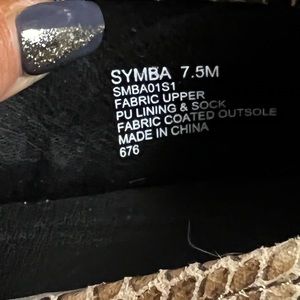 SYMBA 7.5M
SMBA01S1
FABRIC UPPER
PU LINING & SOCK
FABRIC COATED OUTSOLE
MADE IN CHINA
676